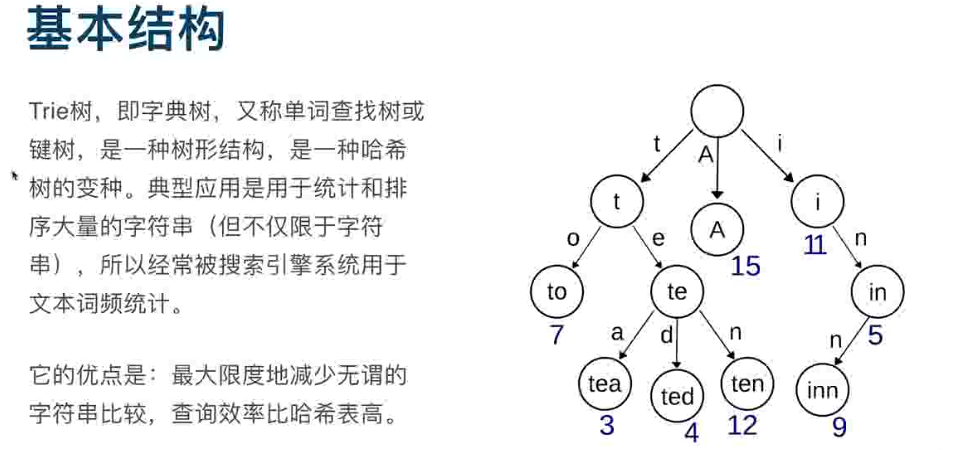 基本结构
Trie树，即字典树，又称单词查找树或
键树，是一种树形结构，是一种哈希
树的变种。典型应用是用于统计和排
序大量的字符串（但不仅限于字符
串），所以经常被搜索引擎系统用于
文本词频统计。
它的优点是：最大限度地减少无谓的
字符串比较，查询效率比哈希表高。
t
A
i
t
A
i
15
11
o
e
n
to
te
in
7
5
a
d
n
n
tea
ted
ten
inn
3
4
12
9